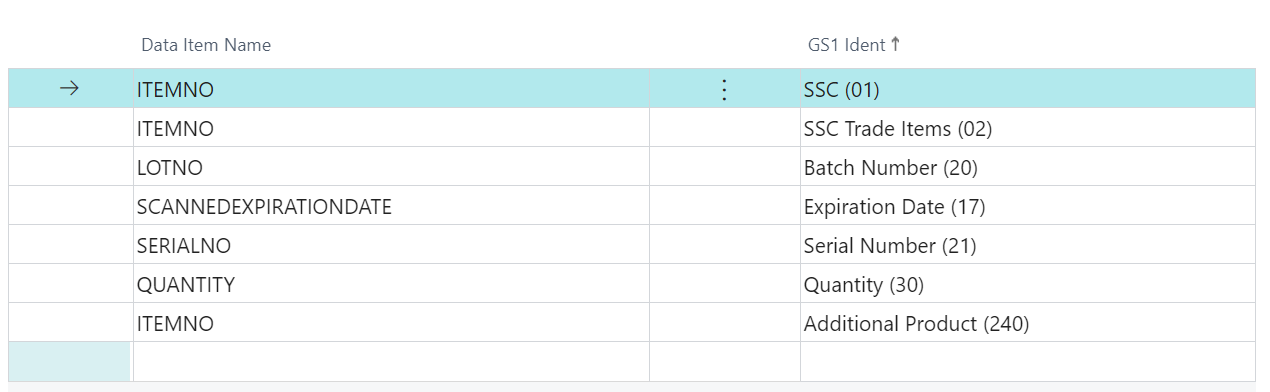 Data Item Name GS1 Ident ↑
→ ITEMNO ⋮ SSC (01)
ITEMNO SSC Trade Items (02)
LOTNO Batch Number (20)
SCANNEDEXPIRATIONDATE Expiration Date (17)
SERIALNO Serial Number (21)
QUANTITY Quantity (30)
ITEMNO Additional Product (240)